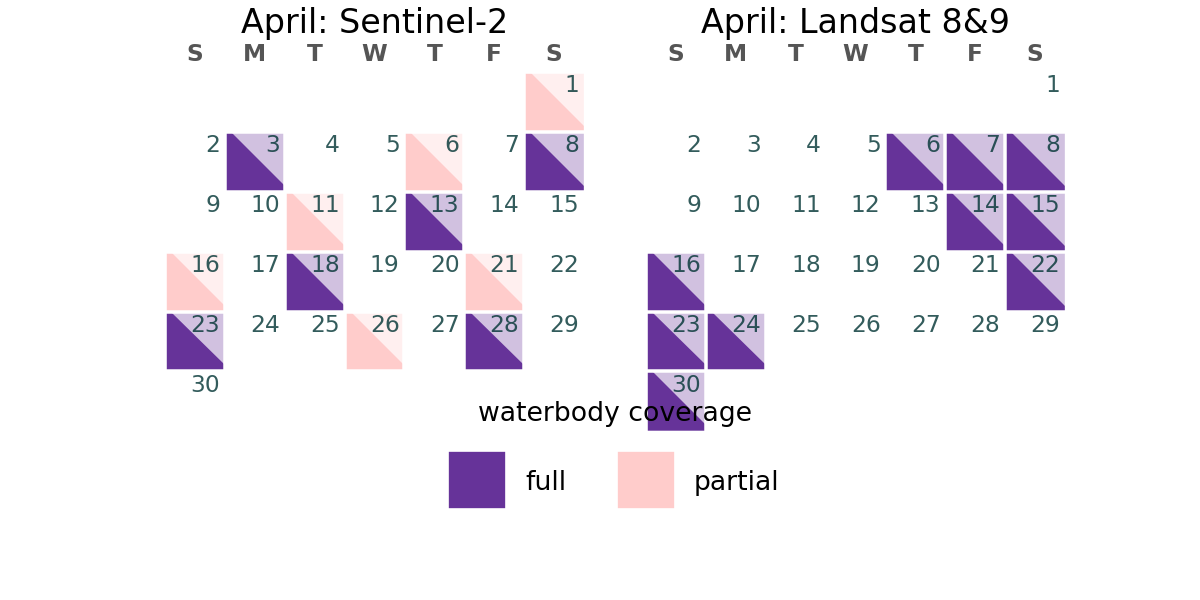 April: Sentinel-2
S M T W T F S
1
2 3 4 5 6 7 8
9 10 11 12 13 14 15
16 17 18 19 20 21 22
23 24 25 26 27 28 29
30
April: Landsat 8&9
S M T W T F S
1
2 3 4 5 6 7 8
9 10 11 12 13 14 15
16 17 18 19 20 21 22
23 24 25 26 27 28 29
30
waterbody coverage
full
partial